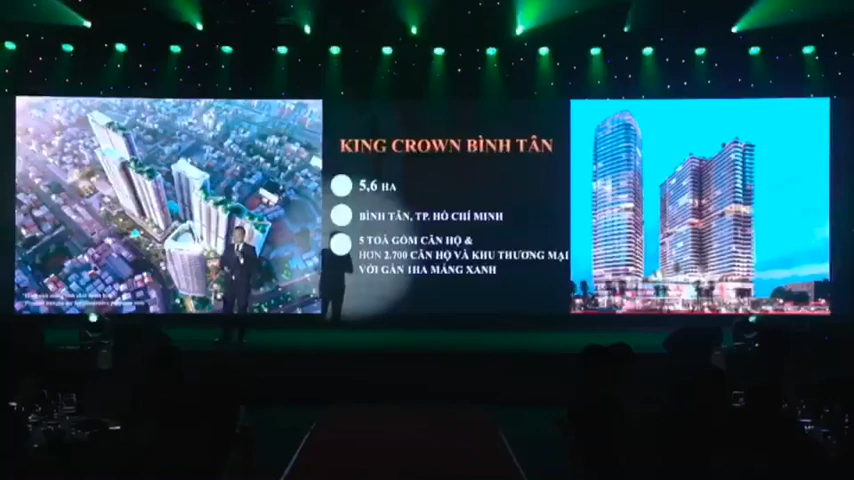 KING CROWN BÌNH TÂN
5,6 HA
BÌNH TÂN, TP. HỒ CHÍ MINH
5 TOÀ GỒM CĂN HỘ &
HƠN 2.700 CĂN HỘ VÀ KHU THƯƠNG MẠI
VỚI GẦN 1HA MẢNG XANH